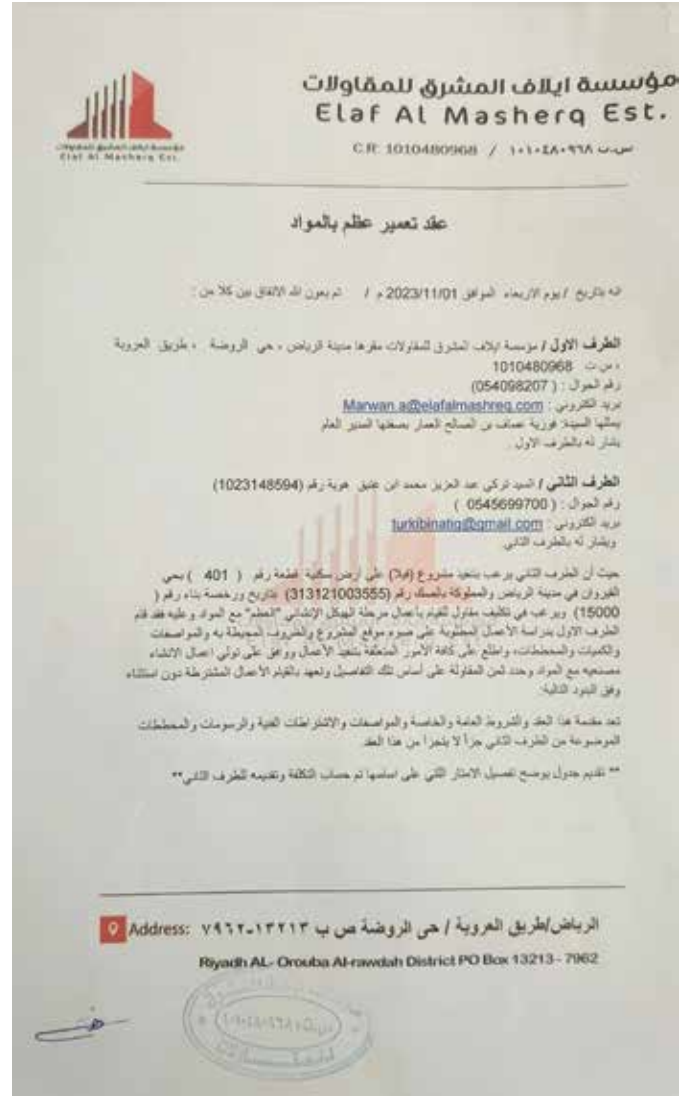 مؤسسة ايلاف المشرق للمقاولات
Elaf Al Masherq Est.
C.R: 1010480968 / س.ت ١٠١٠٤٨٠٩٦٨
Elaf Al Masherq Est.
عقد تعمير عظم بالمواد
انه بتاريخ / يوم الاربعاء الموافق 2023/11/01 م / تم بعون الله الاتفاق بين كلا من :
الطرف الاول / مؤسسة ايلاف المشرق للمقاولات مقرها مدينة الرياض ، حي الروضة ، طريق العروبة
، س ت 1010480968
رقم الجوال : ( 054098207)
بريد الكتروني : Marwan.a@elafalmashreq.com
يمثلها السيدة: فوزية عساف بن الصالح العمار بصفتها المدير العام
يشار له بالطرف الاول .
الطرف الثاني / السيد تركي عبد العزيز محمد ابن عتيق هوية رقم (1023148594)
رقم الجوال : ( 0545699700 )
بريد الكتروني : turkibinatiq@gmail.com
ويشار له بالطرف الثاني
حيث أن الطرف الثاني يرغب بتنفيذ مشروع (فيلا) على أرض سكنية قطعة رقم ( 401 ) بحي
القيروان في مدينة الرياض والمملوكة بالصك رقم (313121003555) بتاريخ ورخصة بناء رقم (
15000) ويرغب في تكليف مقاول للقيام بأعمال مرحلة الهيكل الإنشائي "العظم" مع المواد وعليه فقد قام
الطرف الاول بدراسة الأعمال المطلوبة على ضوء موقع المشروع والظروف المحيطة به والمواصفات
والكميات والمخططات، واطلع على كافة الأمور المتعلقة بتنفيذ الأعمال ووافق على تولي اعمال الانشاء
مصنعيه مع المواد وحدد ثمن المقاولة على أساس تلك التفاصيل وتعهد بالقيام الأعمال المشترطة دون استثناء
وفق البنود التالية:
تعد مقدمة هذا العقد والشروط العامة والخاصة والمواصفات والاشتراطات الفنية والرسومات والمخططات
الموضوعة من الطرف الثاني جزأ لا يتجزأ من هذا العقد
** تقديم جدول يوضح تفصيل الامتار التي على اساسها تم حساب التكلفة وتقديمه للطرف الثاني**
الرياض/طريق العروبة / حي الروضة ص ب ١٣٢١٣-٧٩٦٢ Address:
Riyadh AL- Orouba Al-rawdah District PO Box 13213- 7962